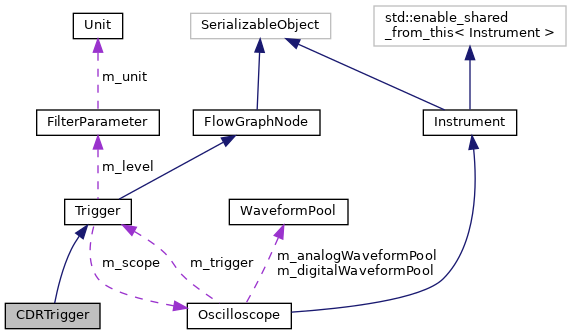 Unit
SerializableObject
std::enable_shared
_from_this< Instrument >
m_unit
FilterParameter
FlowGraphNode
Instrument
m_level
Trigger
WaveformPool
m_scope
m_trigger
m_analogWaveformPool
m_digitalWaveformPool
CDRTrigger
Oscilloscope